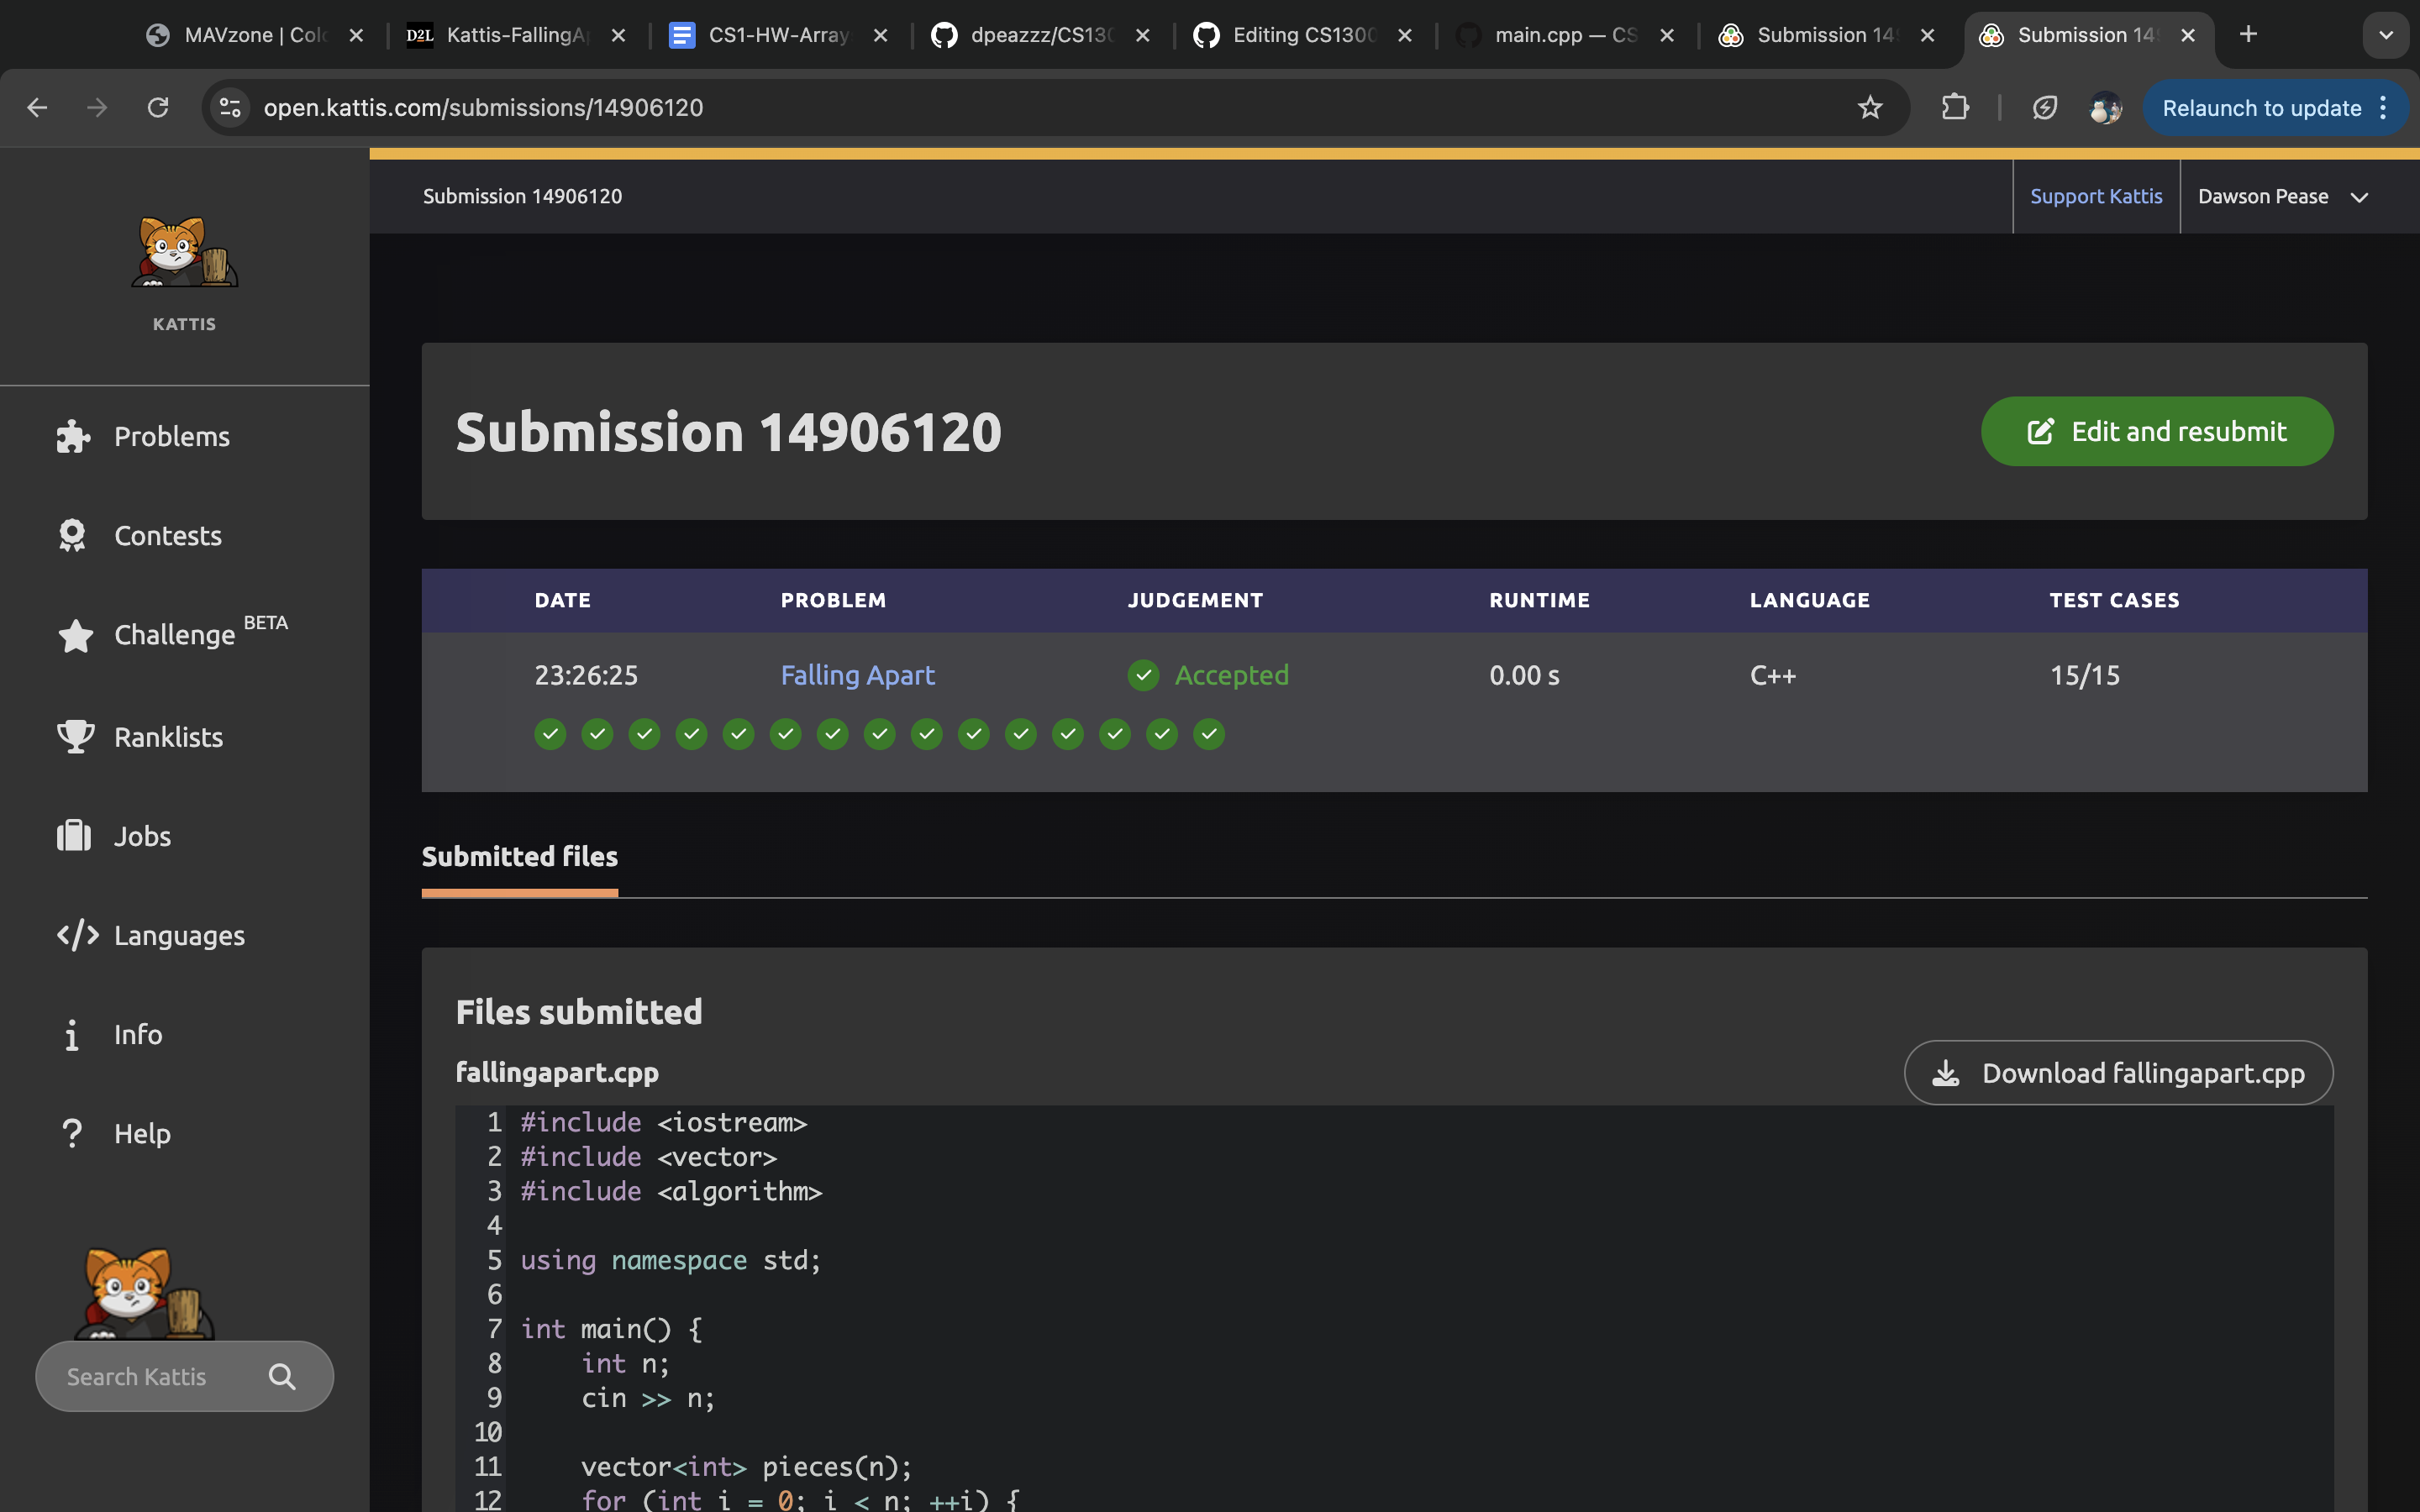 MAVzone | Col
D2L Kattis-FallingA
CS1-HW-Array
dpeazzz/CS130
Editing CS1300
main.cpp — CS
Submission 14
Submission 14
open.kattis.com/submissions/14906120
Relaunch to update
Submission 14906120
Support Kattis
Dawson Pease
KATTIS
Problems
Contests
Challenge BETA
Ranklists
Jobs
Languages
Info
Help
Search Kattis
Submission 14906120
Edit and resubmit
DATE PROBLEM JUDGEMENT RUNTIME LANGUAGE TEST CASES
23:26:25 Falling Apart Accepted 0.00 s C++ 15/15
Submitted files
Files submitted
fallingapart.cpp
Download fallingapart.cpp
1 #include <iostream>
2 #include <vector>
3 #include <algorithm>
4
5 using namespace std;
6
7 int main() {
8     int n;
9     cin >> n;
10
11     vector<int> pieces(n);
12     for (int i = 0; i < n; ++i) {